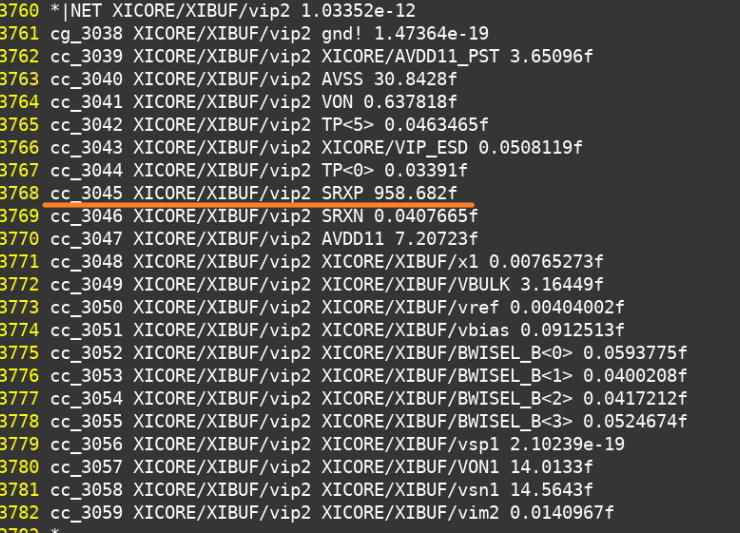 3760 *|NET XICORE/XIBUF/vip2 1.03352e-12
3761 cg_3038 XICORE/XIBUF/vip2 gnd! 1.47364e-19
3762 cc_3039 XICORE/XIBUF/vip2 XICORE/AVDD11_PST 3.65096f
3763 cc_3040 XICORE/XIBUF/vip2 AVSS 30.8428f
3764 cc_3041 XICORE/XIBUF/vip2 VON 0.637818f
3765 cc_3042 XICORE/XIBUF/vip2 TP<5> 0.0463465f
3766 cc_3043 XICORE/XIBUF/vip2 XICORE/VIP_ESD 0.0508119f
3767 cc_3044 XICORE/XIBUF/vip2 TP<0> 0.03391f
3768 cc_3045 XICORE/XIBUF/vip2 SRXP 958.682f
3769 cc_3046 XICORE/XIBUF/vip2 SRXN 0.0407665f
3770 cc_3047 XICORE/XIBUF/vip2 AVDD11 7.20723f
3771 cc_3048 XICORE/XIBUF/vip2 XICORE/XIBUF/x1 0.00765273f
3772 cc_3049 XICORE/XIBUF/vip2 XICORE/XIBUF/VBULK 3.16449f
3773 cc_3050 XICORE/XIBUF/vip2 XICORE/XIBUF/vref 0.00404002f
3774 cc_3051 XICORE/XIBUF/vip2 XICORE/XIBUF/vbias 0.0912513f
3775 cc_3052 XICORE/XIBUF/vip2 XICORE/XIBUF/BWISEL_B<0> 0.0593775f
3776 cc_3053 XICORE/XIBUF/vip2 XICORE/XIBUF/BWISEL_B<1> 0.0400208f
3777 cc_3054 XICORE/XIBUF/vip2 XICORE/XIBUF/BWISEL_B<2> 0.0417212f
3778 cc_3055 XICORE/XIBUF/vip2 XICORE/XIBUF/BWISEL_B<3> 0.0524674f
3779 cc_3056 XICORE/XIBUF/vip2 XICORE/XIBUF/vsp1 2.10239e-19
3780 cc_3057 XICORE/XIBUF/vip2 XICORE/XIBUF/VON1 14.0133f
3781 cc_3058 XICORE/XIBUF/vip2 XICORE/XIBUF/vsn1 14.5643f
3782 cc_3059 XICORE/XIBUF/vip2 XICORE/XIBUF/vim2 0.0140967f